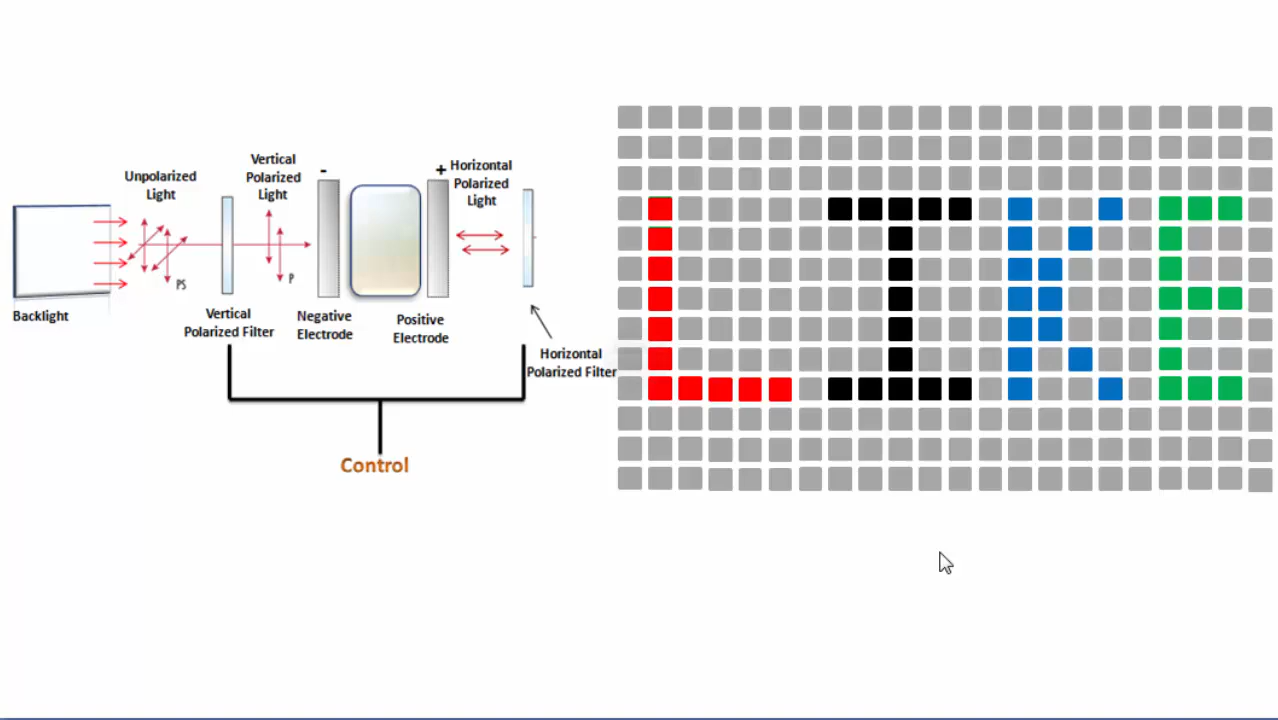 Unpolarized
Light
Vertical
Polarized
Light
-
+
Horizontal
Polarized
Light
PS
P
Backlight
Vertical
Polarized Filter
Negative
Electrode
Positive
Electrode
Horizontal
Polarized Filter
Control
LIKE